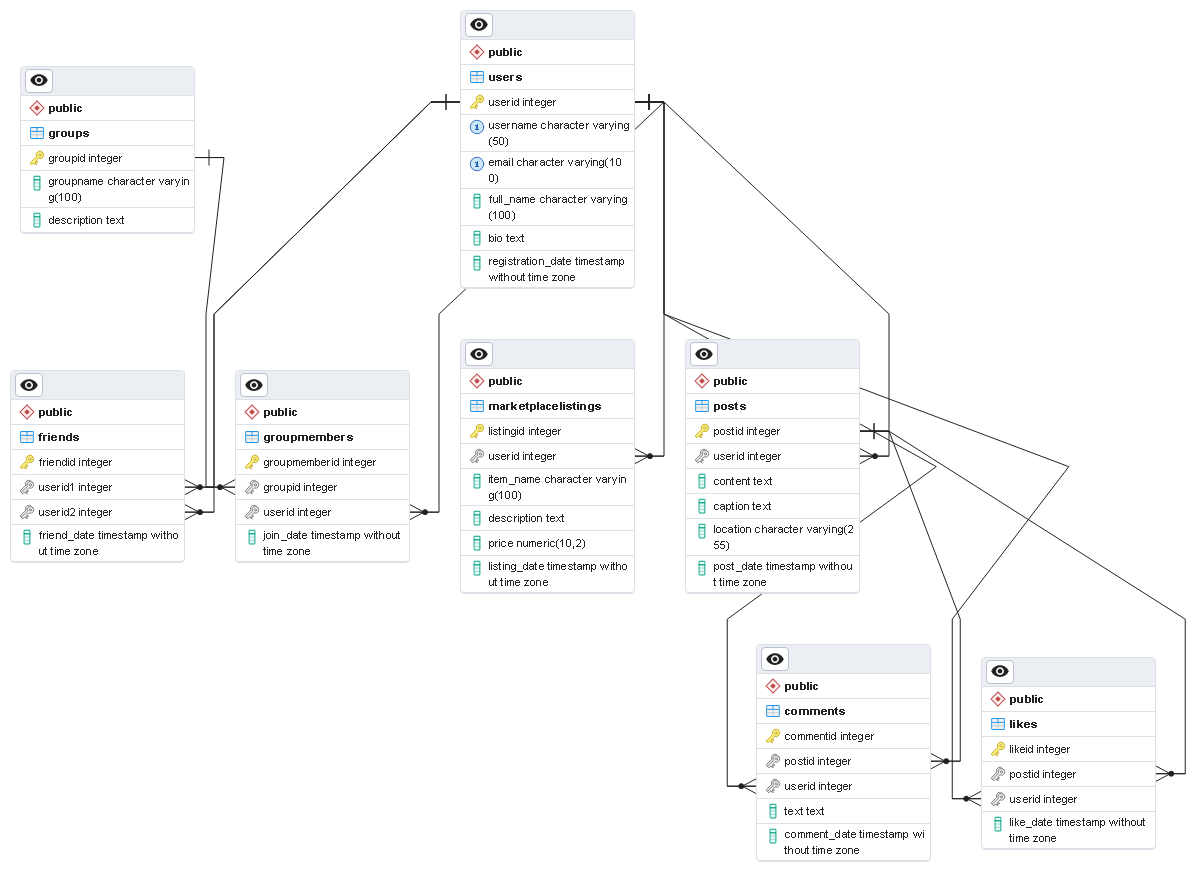 public
users
userid integer
username character varying
(50)
email character varying(10
0)
full_name character varying
(100)
bio text
registration_date timestamp
without time zone
public
groups
groupid integer
groupname character varyin
g(100)
description text
public
friends
friendid integer
userid1 integer
userid2 integer
friend_date timestamp witho
ut time zone
public
groupmembers
groupmemberid integer
groupid integer
userid integer
join_date timestamp without
time zone
public
marketplacelistings
listingid integer
userid integer
item_name character varyin
g(100)
description text
price numeric(10,2)
listing_date timestamp witho
ut time zone
public
posts
postid integer
userid integer
content text
caption text
location character varying(2
55)
post_date timestamp withou
t time zone
public
comments
commentid integer
postid integer
userid integer
text text
comment_date timestamp wi
thout time zone
public
likes
likeid integer
postid integer
userid integer
like_date timestamp without
time zone